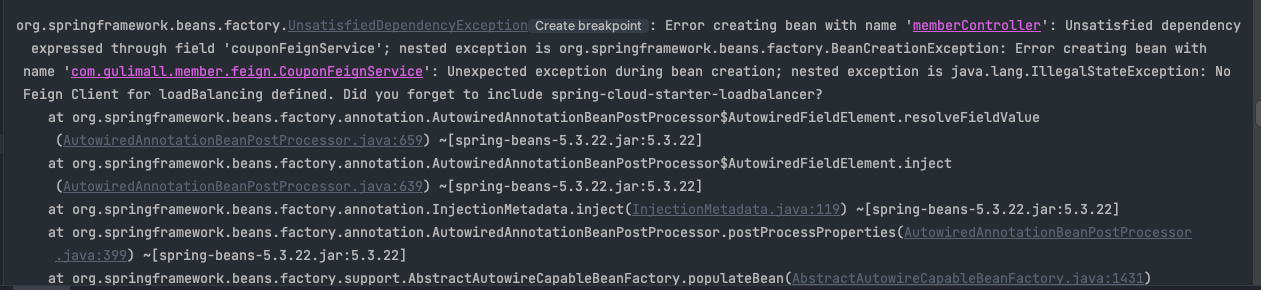 org.springframework.beans.factory.UnsatisfiedDependencyException Create breakpoint : Error creating bean with name 'memberController': Unsatisfied dependency
expressed through field 'couponFeignService'; nested exception is org.springframework.beans.factory.BeanCreationException: Error creating bean with
name 'com.gulimall.member.feign.CouponFeignService': Unexpected exception during bean creation; nested exception is java.lang.IllegalStateException: No
Feign Client for loadBalancing defined. Did you forget to include spring-cloud-starter-loadbalancer?
at org.springframework.beans.factory.annotation.AutowiredAnnotationBeanPostProcessor$AutowiredFieldElement.resolveFieldValue
(AutowiredAnnotationBeanPostProcessor.java:659) ~[spring-beans-5.3.22.jar:5.3.22]
at org.springframework.beans.factory.annotation.AutowiredAnnotationBeanPostProcessor$AutowiredFieldElement.inject
(AutowiredAnnotationBeanPostProcessor.java:639) ~[spring-beans-5.3.22.jar:5.3.22]
at org.springframework.beans.factory.annotation.InjectionMetadata.inject(InjectionMetadata.java:119) ~[spring-beans-5.3.22.jar:5.3.22]
at org.springframework.beans.factory.annotation.AutowiredAnnotationBeanPostProcessor.postProcessProperties(AutowiredAnnotationBeanPostProcessor
.java:399) ~[spring-beans-5.3.22.jar:5.3.22]
at org.springframework.beans.factory.support.AbstractAutowireCapableBeanFactory.populateBean(AbstractAutowireCapableBeanFactory.java:1431)